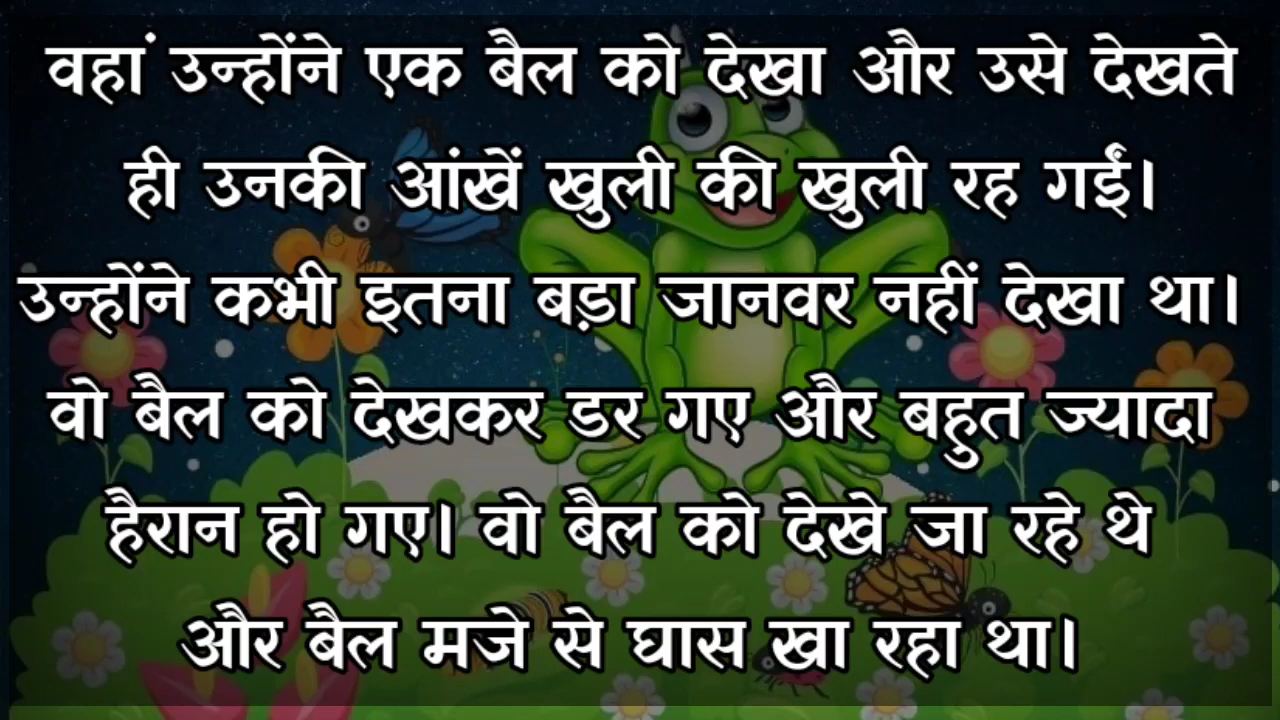 वहां उन्होंने एक बैल को देखा और उसे देखते
ही उनकी आंखें खुली की खुली रह गईं।
उन्होंने कभी इतना बड़ा जानवर नहीं देखा था।
वो बैल को देखकर डर गए और बहुत ज्यादा
हैरान हो गए। वो बैल को देखे जा रहे थे
और बैल मजे से घास खा रहा था।